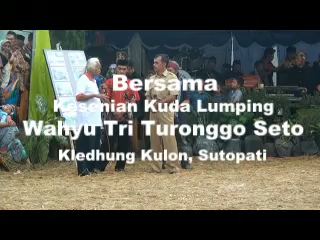 Bersama
Kesenian Kuda Lumping
Wahyu Tri Turonggo Seto
Kledhung Kulon, Sutopati